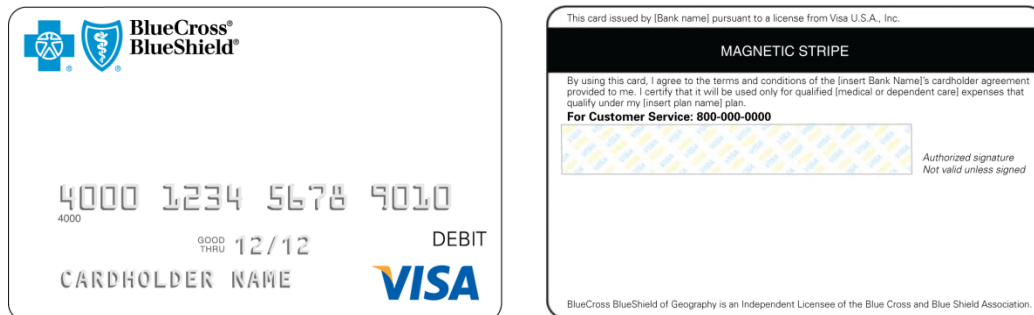 BlueCross®
BlueShield®
4000 1234 5678 9010
4000
GOOD
THRU 12/12
DEBIT
CARDHOLDER NAME
VISA
This card issued by [Bank name] pursuant to a license from Visa U.S.A., Inc.
MAGNETIC STRIPE
By using this card, I agree to the terms and conditions of the [insert Bank Name]'s cardholder agreement
provided to me. I certify that it will be used only for qualified [medical or dependent care] expenses that
qualify under my [insert plan name] plan.
For Customer Service: 800-000-0000
Authorized signature
Not valid unless signed
BlueCross BlueShield of Geography is an Independent Licensee of the Blue Cross and Blue Shield Association.